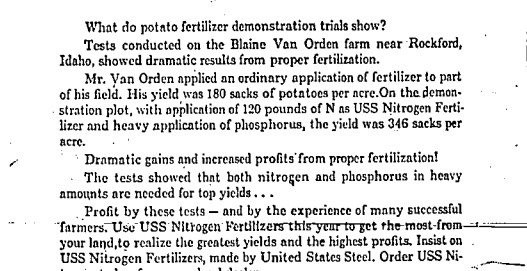 What do potato fertilizer demonstration trials show?
Tests conducted on the Blaine Van Orden farm near Rockford,
Idaho, showed dramatic results from proper fertilization.
Mr. Van Orden applied an ordinary application of fertilizer to part
of his field. His yield was 180 sacks of potatoes per acre.On the demon-
stration plot, with application of 120 pounds of N as USS Nitrogen Ferti-
lizer and heavy application of phosphorus, the yield was 346 sacks per
acre.
Dramatic gains and increased profits from proper fertilization!
The tests showed that both nitrogen and phosphorus in heavy
amounts are needed for top yields . . .
Profit by these tests — and by the experience of many successful
farmers. Use USS Nitrogen Fertilizers this year to get the most from
your land,to realize the greatest yields and the highest profits. Insist on
USS Nitrogen Fertilizers, made by United States Steel. Order USS Ni-